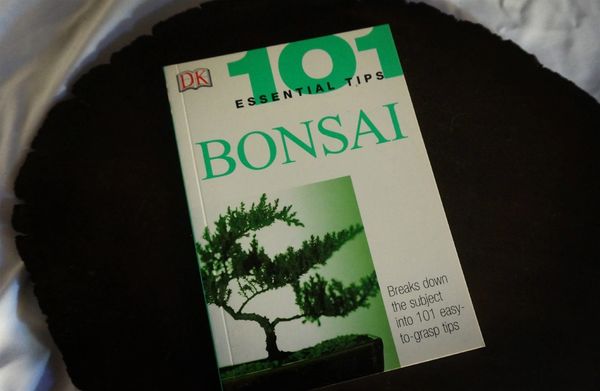 DK
101
ESSENTIAL TIPS
BONSAI
Breaks down
the subject
into 101 easy-
to-grasp tips